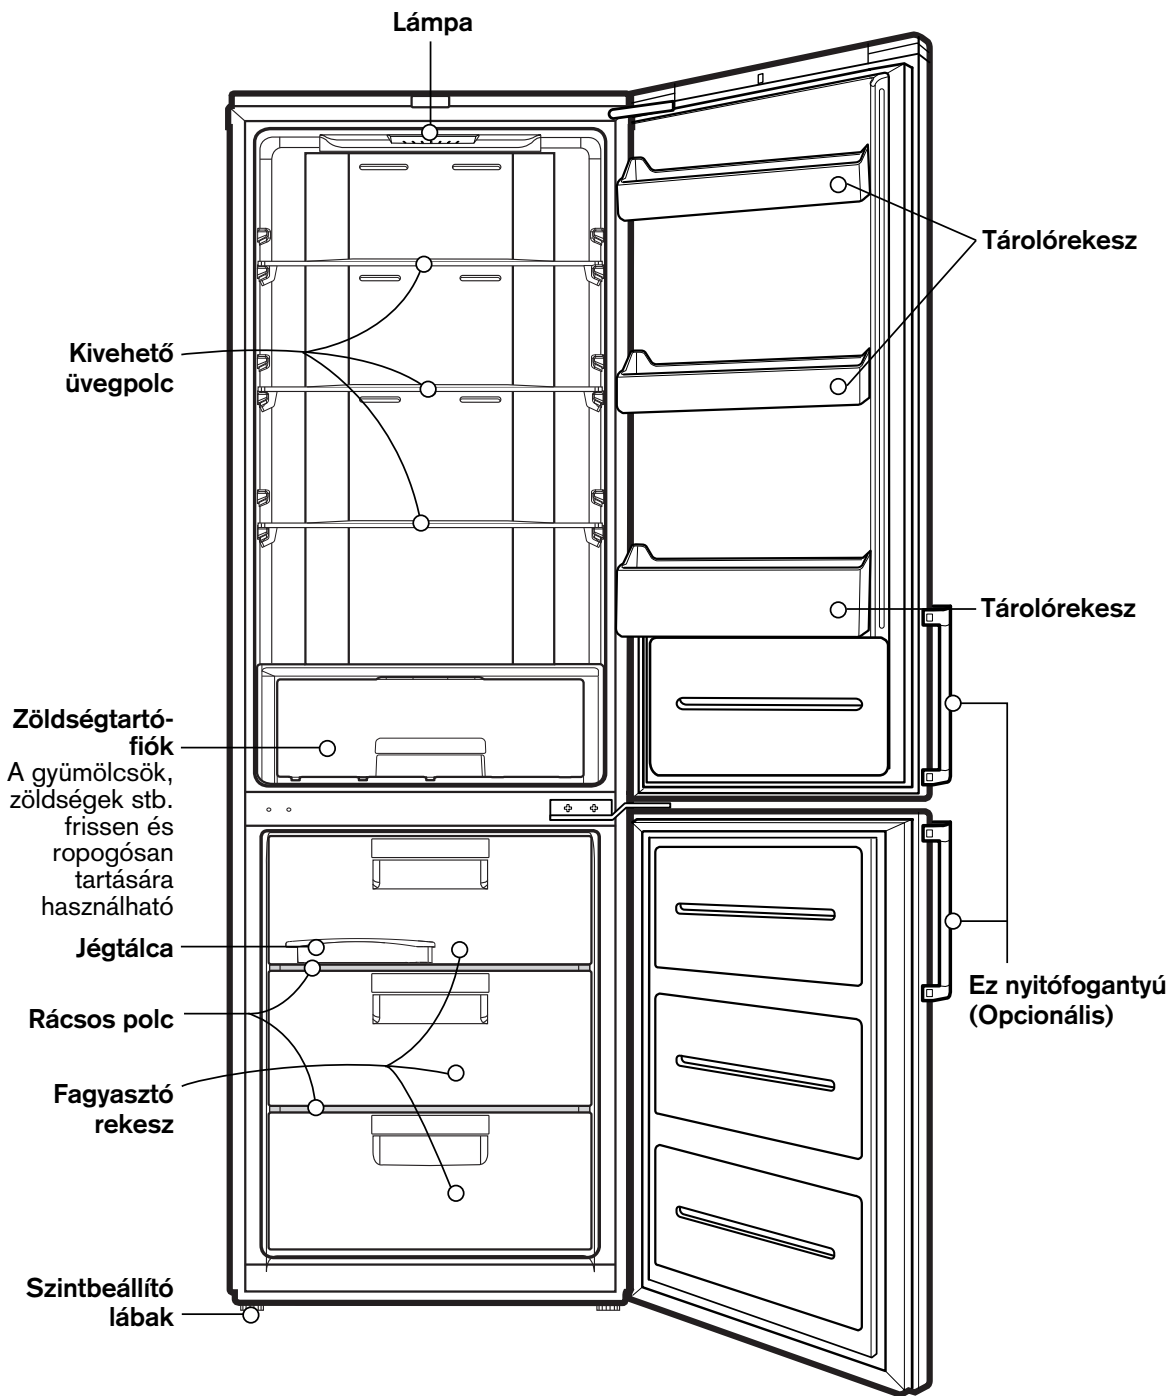 Lámpa
Tárolórekesz
Kivehető
üvegpolc
Tárolórekesz
Zöldségtartó-
fiók
A gyümölcsök,
zöldségek stb.
frissen és
ropogósan
tartására
használható
Jégtálca
Ez nyitófogantyú
(Opcionális)
Rácsos polc
Fagyasztó
rekesz
Szintbeállító
lábak